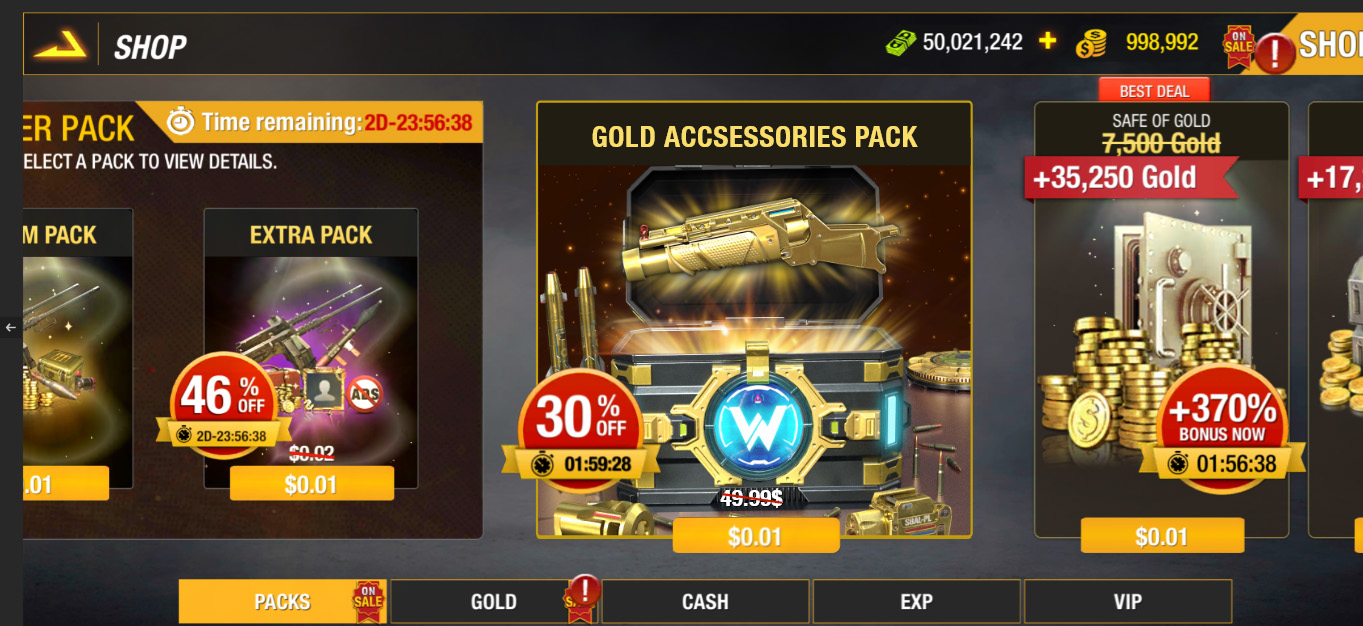 SHOP
50,021,242 +
998,992
ON
SALE
!
SHO
ER PACK
Time remaining:2D-23:56:38
ELECT A PACK TO VIEW DETAILS.
M PACK
.01
EXTRA PACK
ADS
46% OFF
2D-23:56:38
$0.02
$0.01
GOLD ACCSESSORIES PACK
W
30% OFF
01:59:28
49.99$
$0.01
BEST DEAL
SAFE OF GOLD
7,500 Gold
+35,250 Gold
+370%
BONUS NOW
01:56:38
$0.01
+17,
PACKS
ON
SALE
GOLD
!
CASH
EXP
VIP